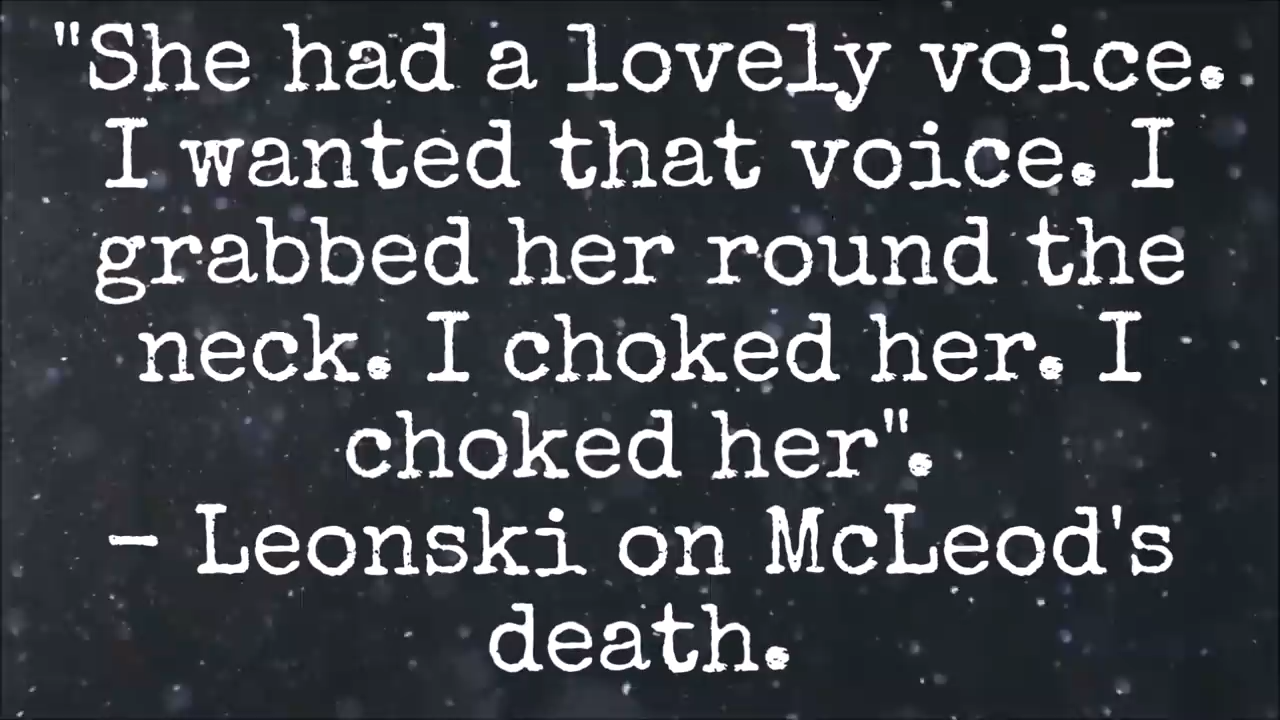 "She had a lovely voice.
I wanted that voice. I
grabbed her round the
neck. I choked her. I
choked her".
- Leonski on McLeod's
death.